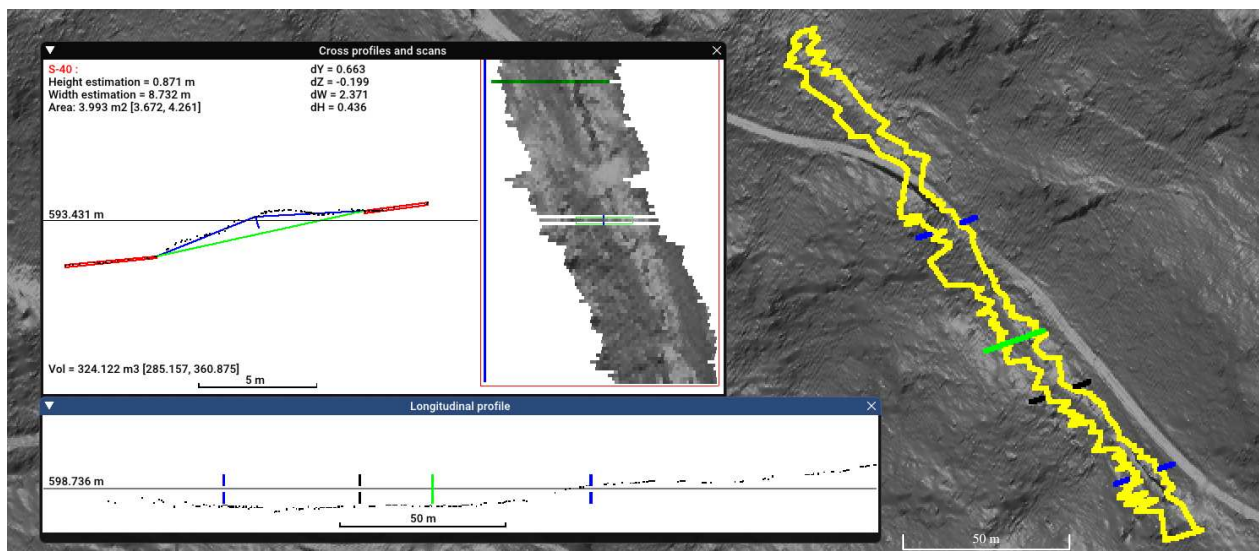 Cross profiles and scans
S-40 :
Height estimation = 0.871 m
Width estimation = 8.732 m
Area: 3.993 m2 [3.672, 4.261]
dY = 0.663
dZ = -0.199
dW = 2.371
dH = 0.436
593.431 m
Vol = 324.122 m3 [285.157, 360.875]
5 m
Longitudinal profile
598.736 m
50 m
50 m